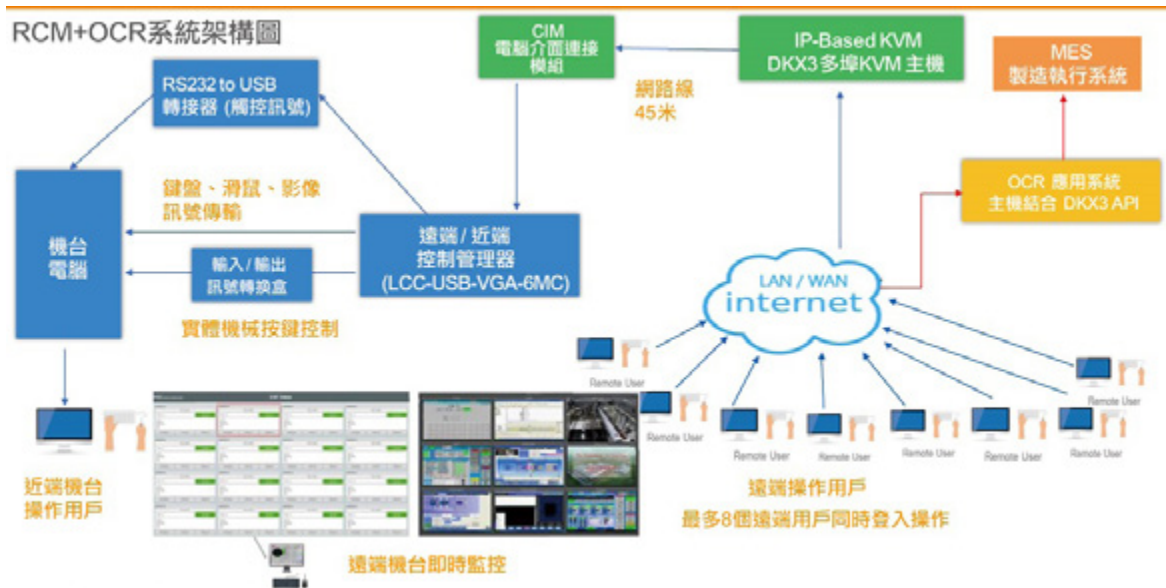 RCM+OCR系統架構圖
RS232 to USB
轉接器 (觸控訊號)
CIM
電腦介面連接
模組
IP-Based KVM
DKX3多埠KVM 主機
MES
製造執行系統
網路線
45米
OCR 應用系統
主機結合 DKX3 API
鍵盤、滑鼠、影像
訊號傳輸
機台
電腦
輸入 / 輸出
訊號轉換盒
遠端 / 近端
控制管理器
(LCC-USB-VGA-6MC)
實體機械按鍵控制
LAN / WAN
internet
Remote User
Remote User
Remote User
Remote User
Remote User
Remote User
Remote User
Remote User
近端機台
操作用戶
遠端機台即時監控
遠端操作用戶
最多8個遠端用戶同時登入操作